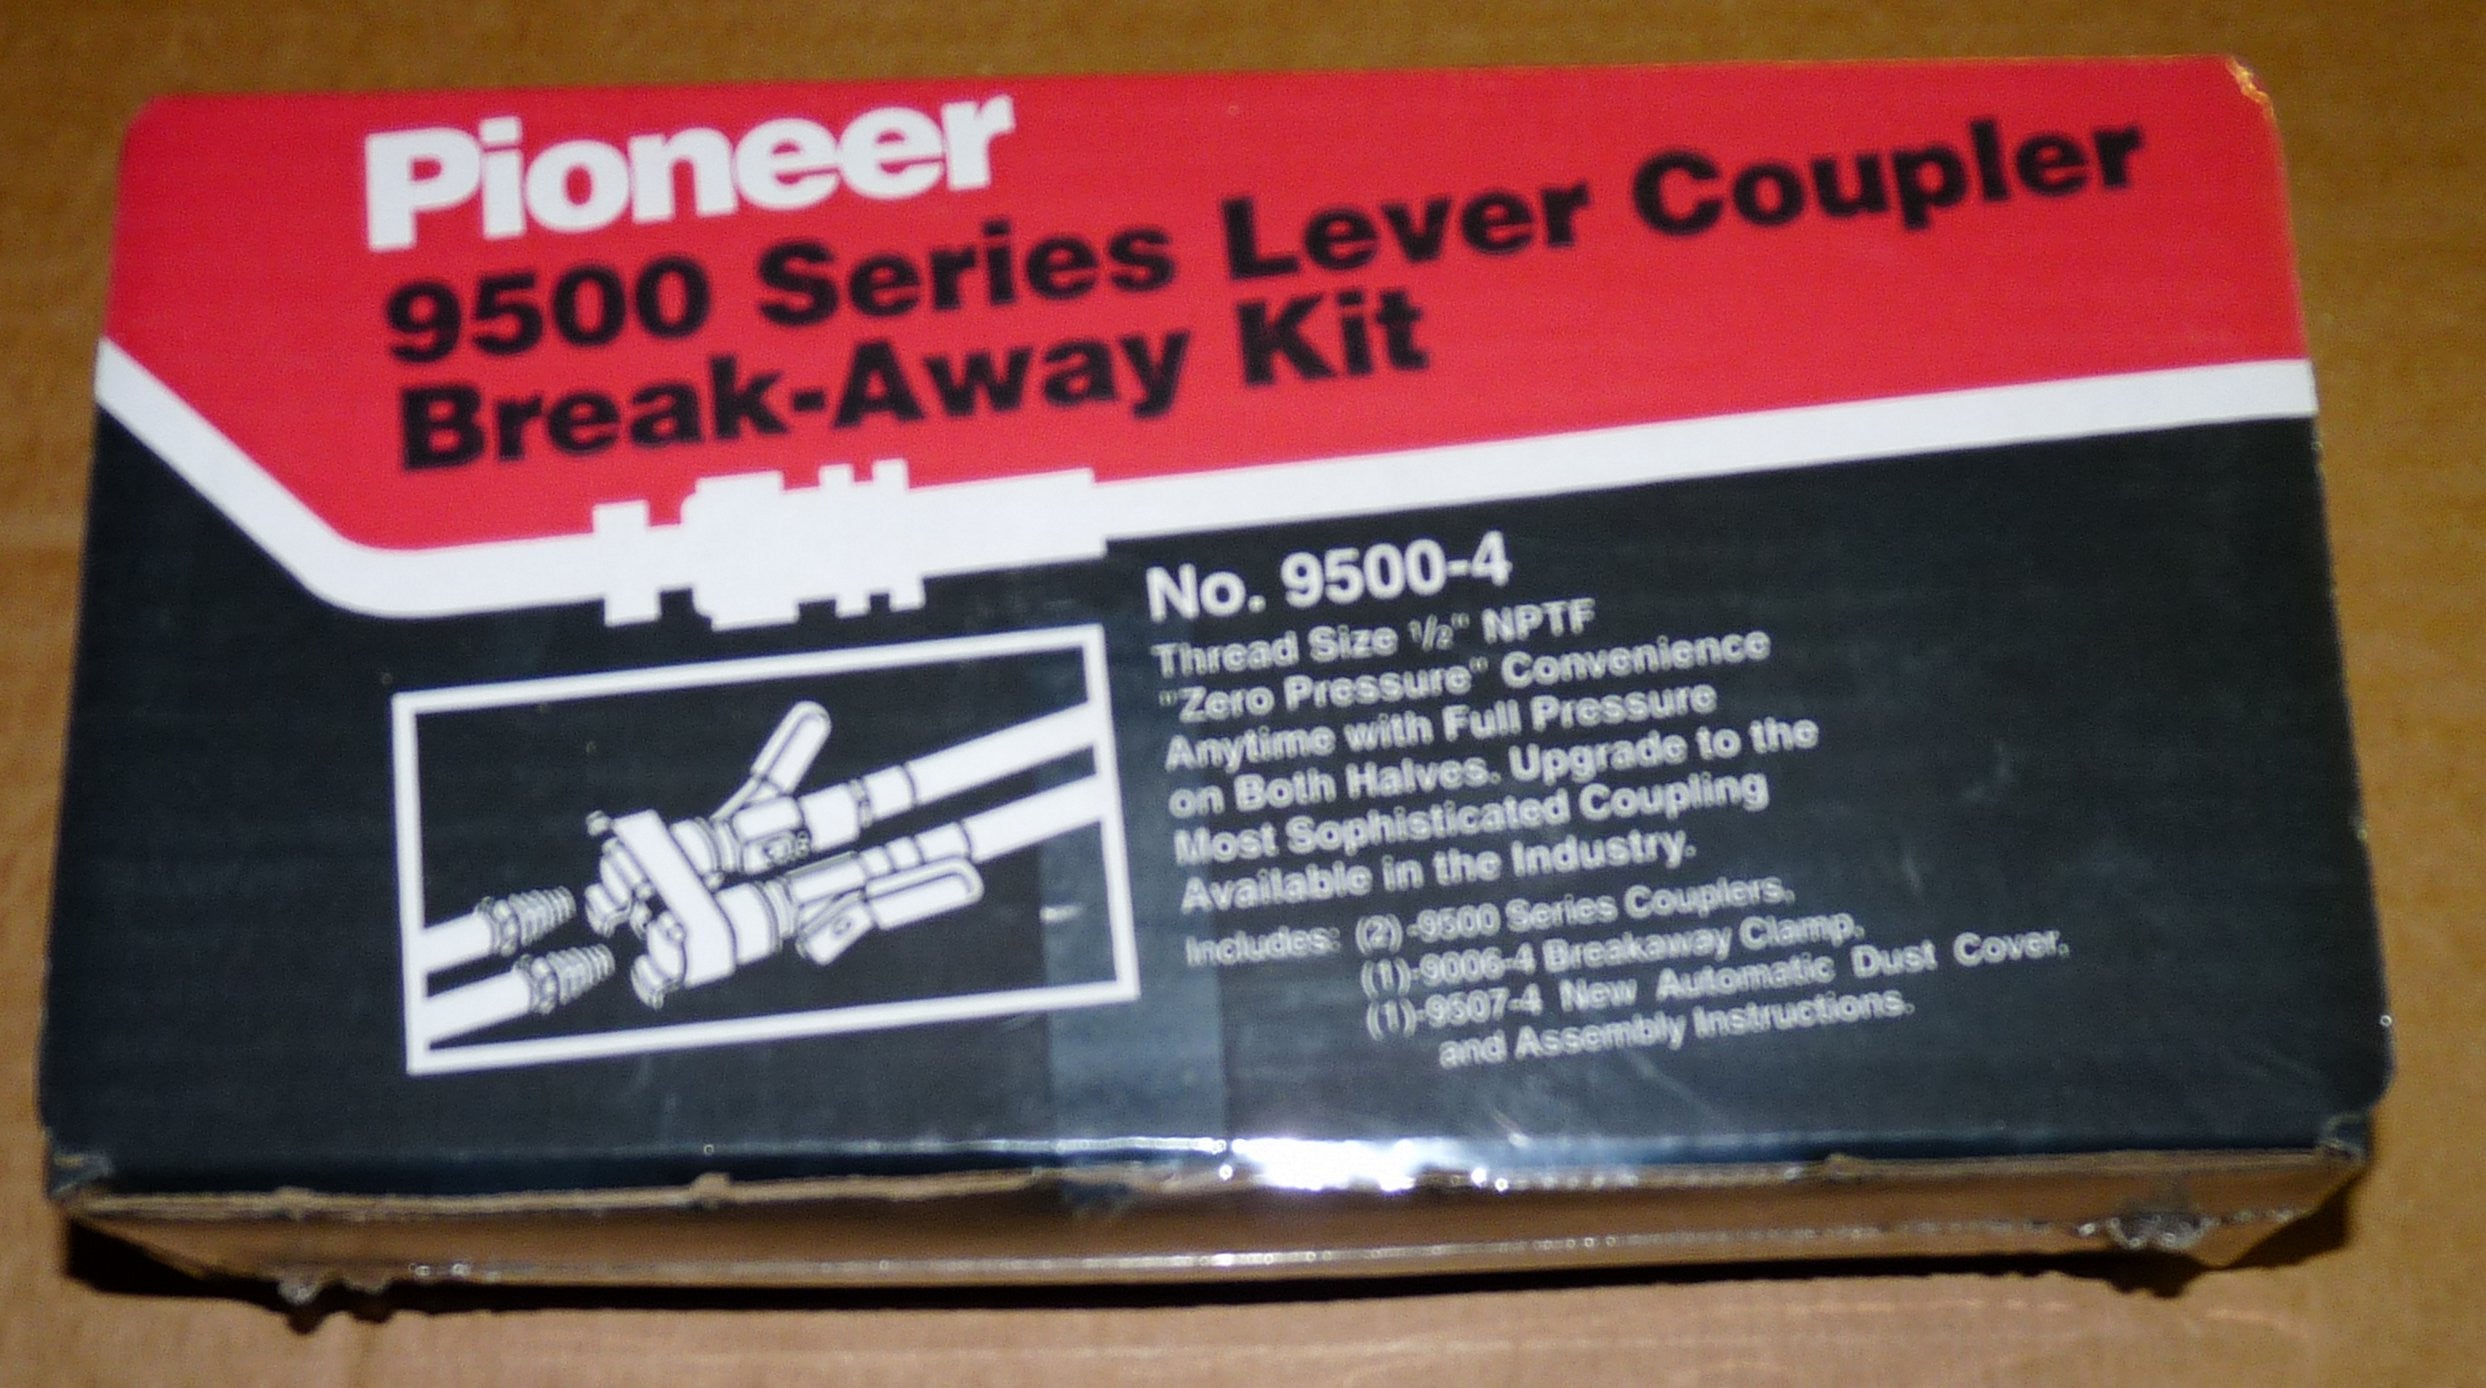 Pioneer
9500 Series Lever Coupler
Break-Away Kit
No. 9500-4
Thread Size 1/2" NPTF
"Zero Pressure" Convenience
Anytime with Full Pressure
on Both Halves. Upgrade to the
Most Sophisticated Coupling
Available in the Industry.
Includes: (2)-9500 Series Couplers,
(1)-9006-4 Breakaway Clamp,
(1)-9507-4 New Automatic Dust Cover,
and Assembly Instructions.